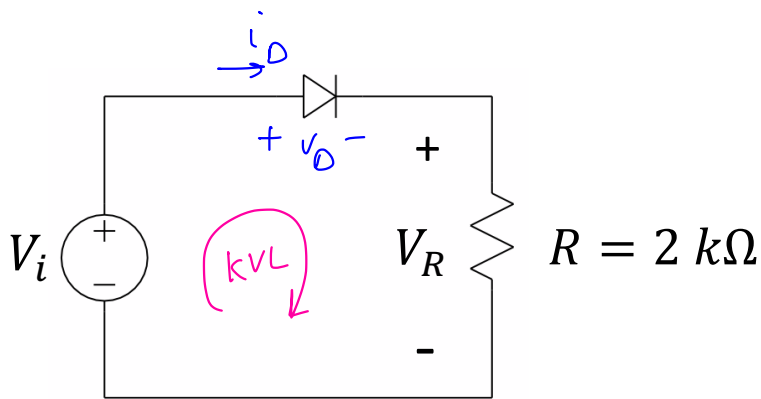 i_D
+ v_D -
+
V_i
+
−
KVL
V_R
R = 2 kΩ
-